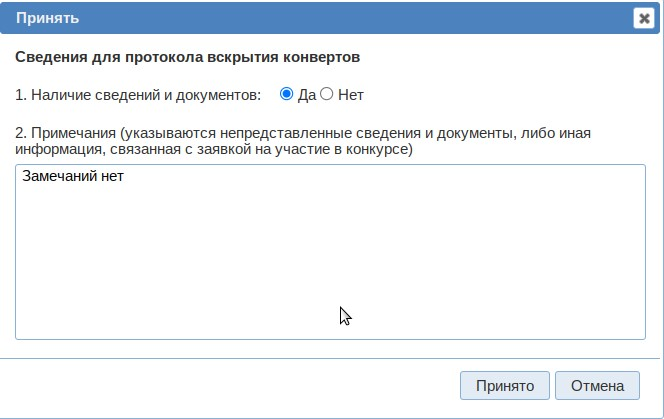 Принять
Сведения для протокола вскрытия конвертов
1. Наличие сведений и документов: Да Нет
2. Примечания (указываются непредставленные сведения и документы, либо иная
информация, связанная с заявкой на участие в конкурсе)
Замечаний нет
Принято Отмена